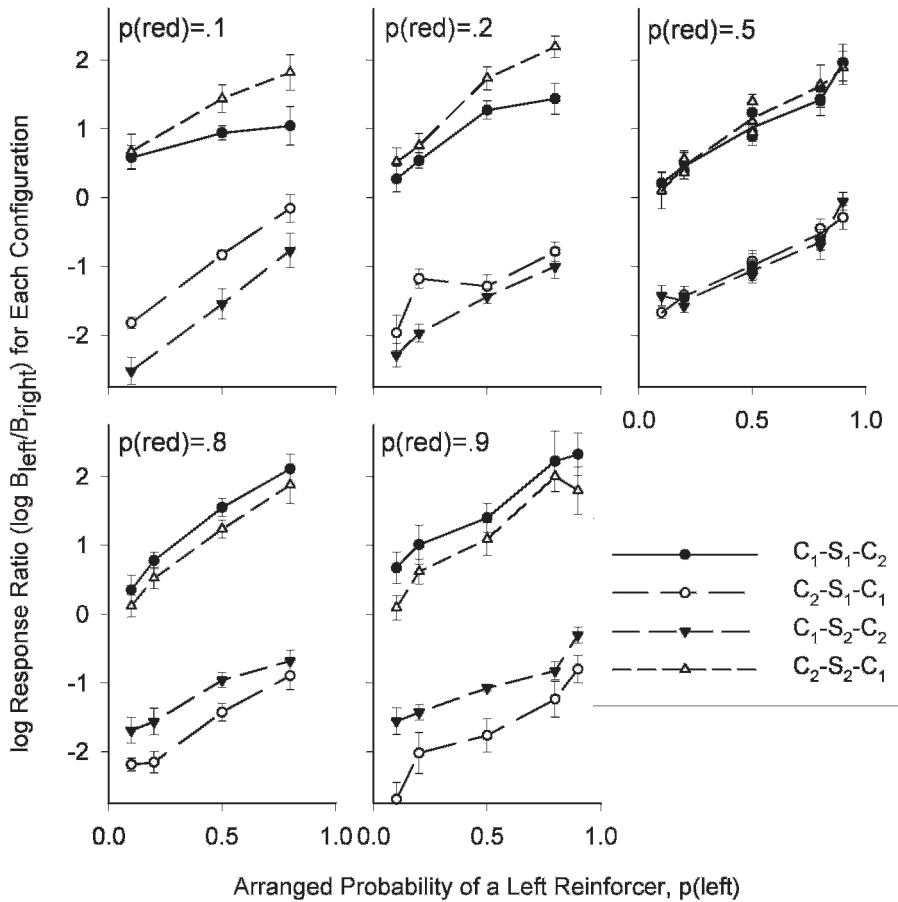 p(red)=.1
p(red)=.2
p(red)=.5
2
1
0
-1
-2
0.0 0.5 1.0
p(red)=.8
p(red)=.9
2
1
0
-1
-2
0.0 0.5 1.0 0.0 0.5 1.0
log Response Ratio (log Bleft/Bright) for Each Configuration
C1-S1-C2
C2-S1-C1
C1-S2-C2
C2-S2-C1
Arranged Probability of a Left Reinforcer, p(left)